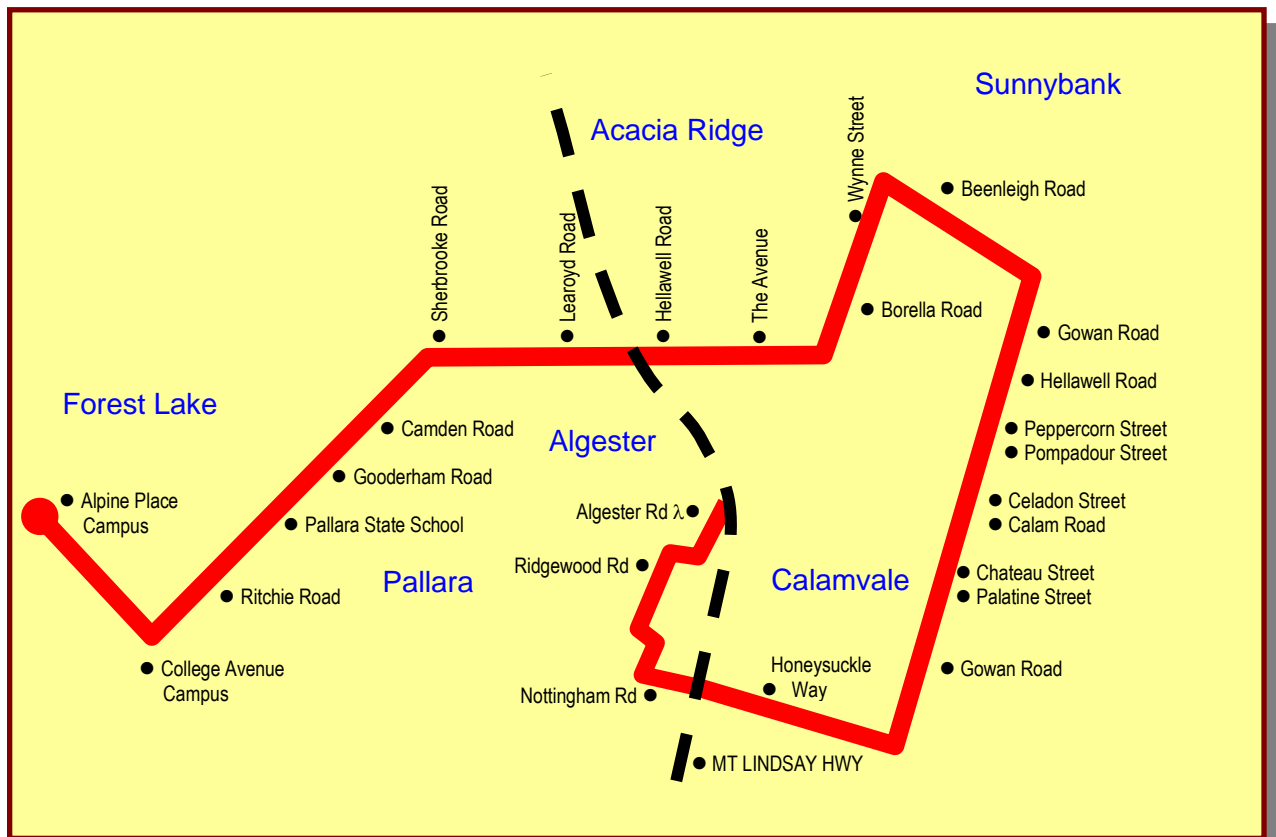 Sunnybank
Acacia Ridge
Wynne Street
Beenleigh Road
Sherbrooke Road
Learoyd Road
Hellawell Road
The Avenue
Borella Road
Gowan Road
Hellawell Road
Forest Lake
Camden Road
Algester
Peppercorn Street
Pompadour Street
Gooderham Road
Alpine Place
Campus
Algester Rd λ
Celadon Street
Calam Road
Pallara State School
Ridgewood Rd
Pallara
Calamvale
Chateau Street
Palatine Street
Ritchie Road
College Avenue
Campus
Honeysuckle
Way
Gowan Road
Nottingham Rd
MT LINDSAY HWY